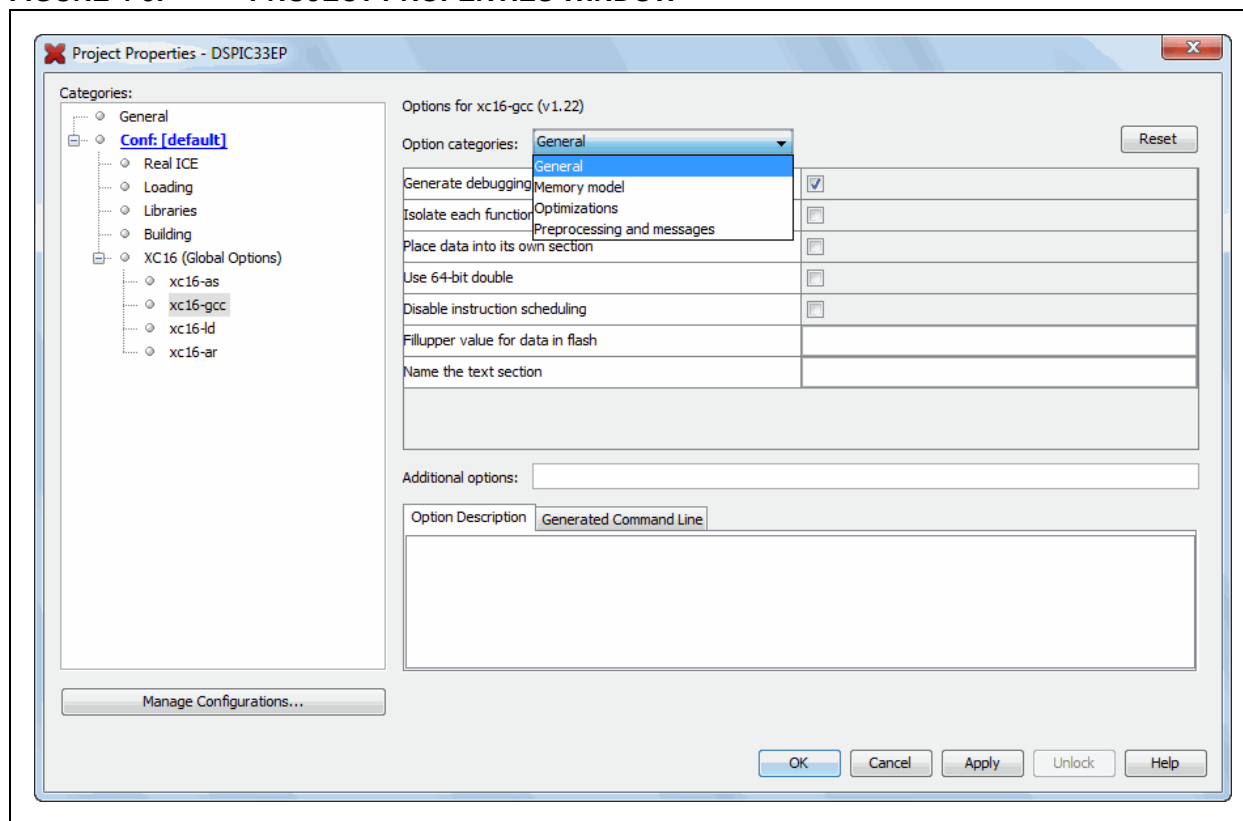 Project Properties - DSPIC33EP
X
Categories:
General
Conf: [default]
Real ICE
Loading
Libraries
Building
XC16 (Global Options)
xc16-as
xc16-gcc
xc16-ld
xc16-ar
Manage Configurations...
Options for xc16-gcc (v1.22)
Option categories: General
Reset
General
Memory model
Optimizations
Preprocessing and messages
Generate debugging
Isolate each function
Place data into its own section
Use 64-bit double
Disable instruction scheduling
Fillupper value for data in flash
Name the text section
Additional options:
Option Description Generated Command Line
OK Cancel Apply Unlock Help